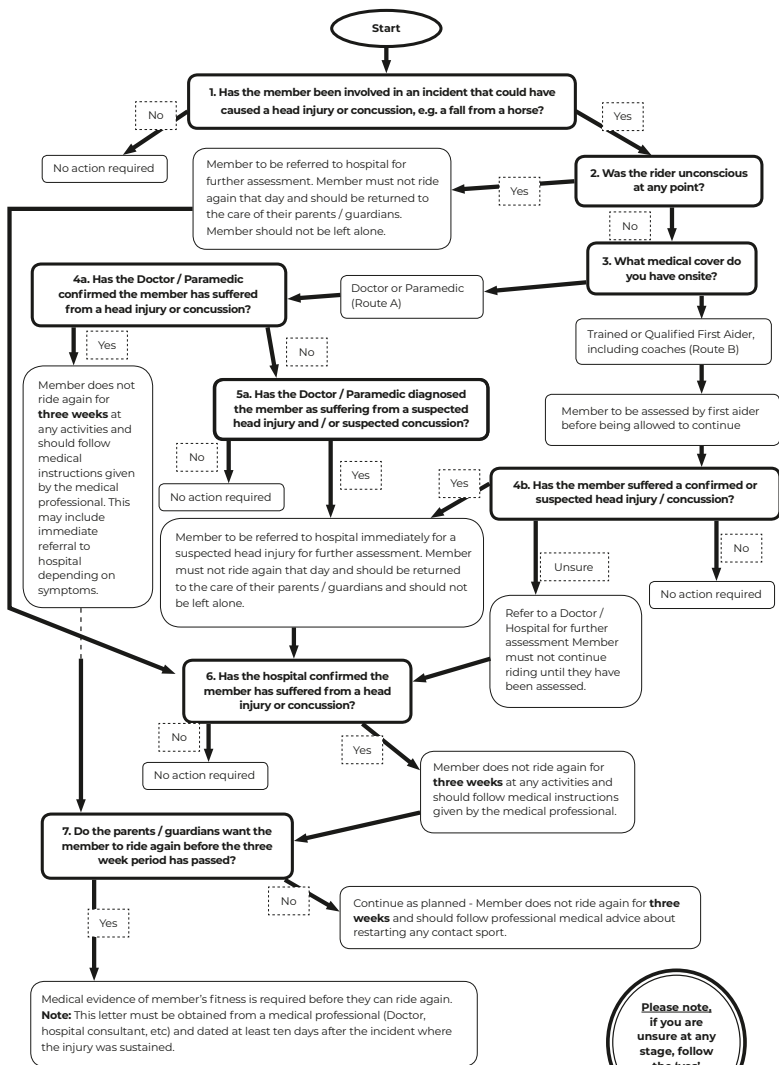 Start
1. Has the member been involved in an incident that could have
caused a head injury or concussion, e.g. a fall from a horse?
No
Yes
No action required
Member to be referred to hospital for
further assessment. Member must not ride
again that day and should be returned to
the care of their parents / guardians.
Member should not be left alone.
Yes
2. Was the rider unconscious
at any point?
No
3. What medical cover do
you have onsite?
4a. Has the Doctor / Paramedic
confirmed the member has suffered
from a head injury or concussion?
Doctor or Paramedic
(Route A)
Trained or Qualified First Aider,
including coaches (Route B)
Yes
No
Member does not
ride again for
three weeks at
any activities and
should follow
medical
instructions given
by the medical
professional. This
may include
immediate
referral to
hospital
depending on
symptoms.
5a. Has the Doctor / Paramedic diagnosed
the member as suffering from a suspected
head injury and / or suspected concussion?
Member to be assessed by first aider
before being allowed to continue
No
Yes
Yes
4b. Has the member suffered a confirmed or
suspected head injury / concussion?
No action required
Member to be referred to hospital immediately for a
suspected head injury for further assessment. Member
must not ride again that day and should be returned
to the care of their parents / guardians and should not
be left alone.
Unsure
No
No action required
Refer to a Doctor /
Hospital for further
assessment Member
must not continue
riding until they have
been assessed.
6. Has the hospital confirmed the
member has suffered from a head
injury or concussion?
No
Yes
No action required
Member does not ride again for
three weeks at any activities and
should follow medical instructions
given by the medical professional.
7. Do the parents / guardians want the
member to ride again before the three
week period has passed?
No
Yes
Continue as planned - Member does not ride again for three
weeks and should follow professional medical advice about
restarting any contact sport.
Medical evidence of member's fitness is required before they can ride again.
Note: This letter must be obtained from a medical professional (Doctor,
hospital consultant, etc) and dated at least ten days after the incident where
the injury was sustained.
Please note,
if you are
unsure at any
stage, follow
the 'yes'